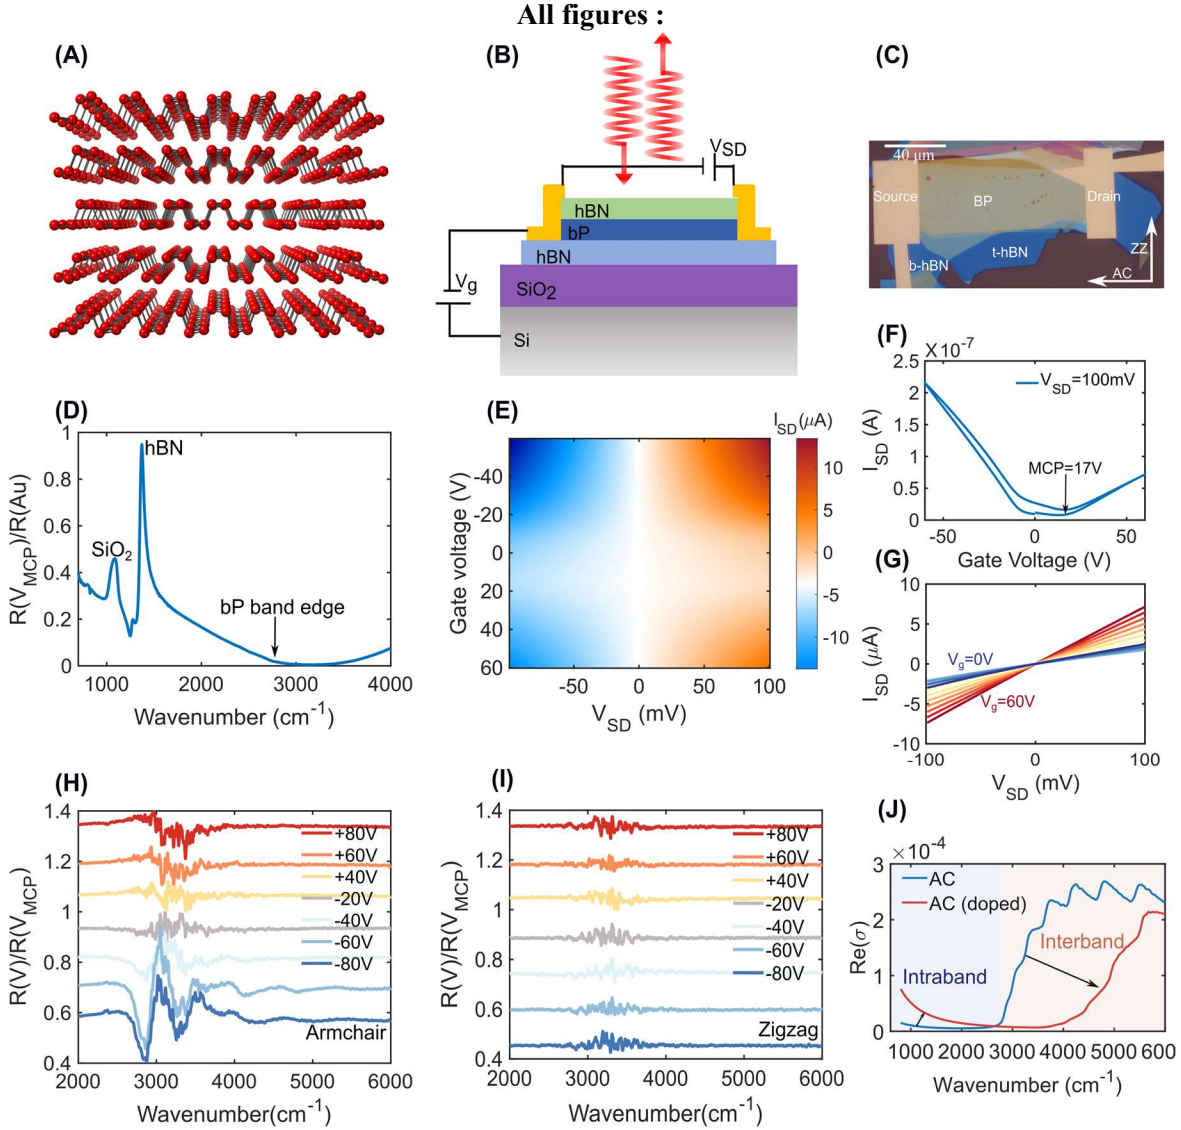 All figures :
(A)
(B)
V_SD
hBN
bP
hBN
V_g
SiO_2
Si
(C)
40 μm
Source
BP
Drain
t-hBN
b-hBN
ZZ
AC
(D)
R(V_MCP)/R(Au)
1
0.8
0.6
0.4
0.2
0
hBN
SiO_2
bP band edge
1000 2000 3000 4000
Wavenumber (cm^-1)
(E)
I_SD(μA)
Gate voltage (V)
-40
-20
0
20
40
60
-50 0 50 100
V_SD (mV)
10
5
0
-5
-10
(F)
X10^-7
I_SD (A)
2.5
2
1.5
1
0.5
0
V_SD=100mV
MCP=17V
-50 0 50
Gate Voltage (V)
(G)
I_SD (μA)
10
5
0
-5
-10
V_g=0V
V_g=60V
-100 0 100
V_SD (mV)
(H)
R(V)/R(V_MCP)
1.4
1.2
1
0.8
0.6
0.4
+80V
+60V
+40V
-20V
-40V
-60V
-80V
Armchair
2000 3000 4000 5000 6000
Wavenumber(cm^-1)
(I)
R(V)/R(V_MCP)
1.4
1.2
1
0.8
0.6
0.4
+80V
+60V
+40V
-20V
-40V
-60V
-80V
Zigzag
2000 3000 4000 5000 6000
Wavenumber(cm^-1)
(J)
×10^-4
Re(σ)
3
2
1
0
AC
AC (doped)
Interband
Intraband
1000 2000 3000 4000 5000 600
Wavenumber (cm^-1)